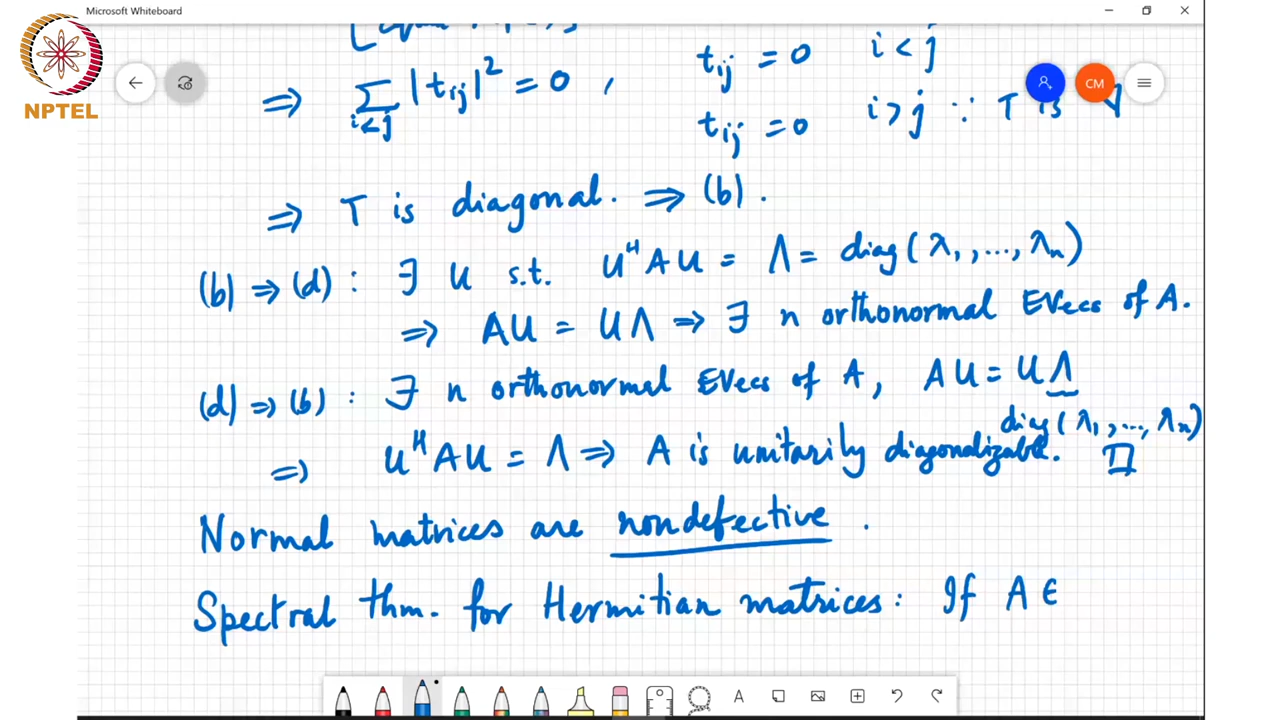 Microsoft Whiteboard
NPTEL
CM
⇒ ∑ i<j |t_ij|² = 0 , t_ij = 0 i < j
t_ij = 0 i > j ∵ T is
⇒ T is diagonal. ⇒ (b).
(b) ⇒ (d) : ∃ U s.t. U^H A U = Λ = diag(λ₁, ..., λₙ)
⇒ AU = UΛ ⇒ ∃ n orthonormal EVecs of A.
(d) ⇒ (b) : ∃ n orthonormal EVecs of A, AU = UΛ
diag(λ₁, ..., λₙ)
⇒ U^H A U = Λ ⇒ A is unitarily diagonalizable.
Normal matrices are nondefective .
Spectral thm. for Hermitian matrices : If A ∈
A